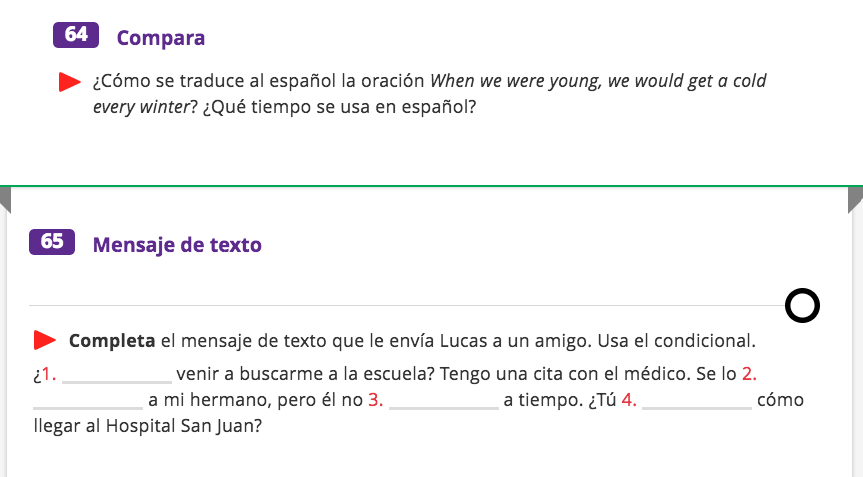 64 Compara
¿Cómo se traduce al español la oración When we were young, we would get a cold
every winter? ¿Qué tiempo se usa en español?
65 Mensaje de texto
Completa el mensaje de texto que le envía Lucas a un amigo. Usa el condicional.
¿1. ___________ venir a buscarme a la escuela? Tengo una cita con el médico. Se lo 2.
___________ a mi hermano, pero él no 3. ___________ a tiempo. ¿Tú 4. ___________ cómo
llegar al Hospital San Juan?